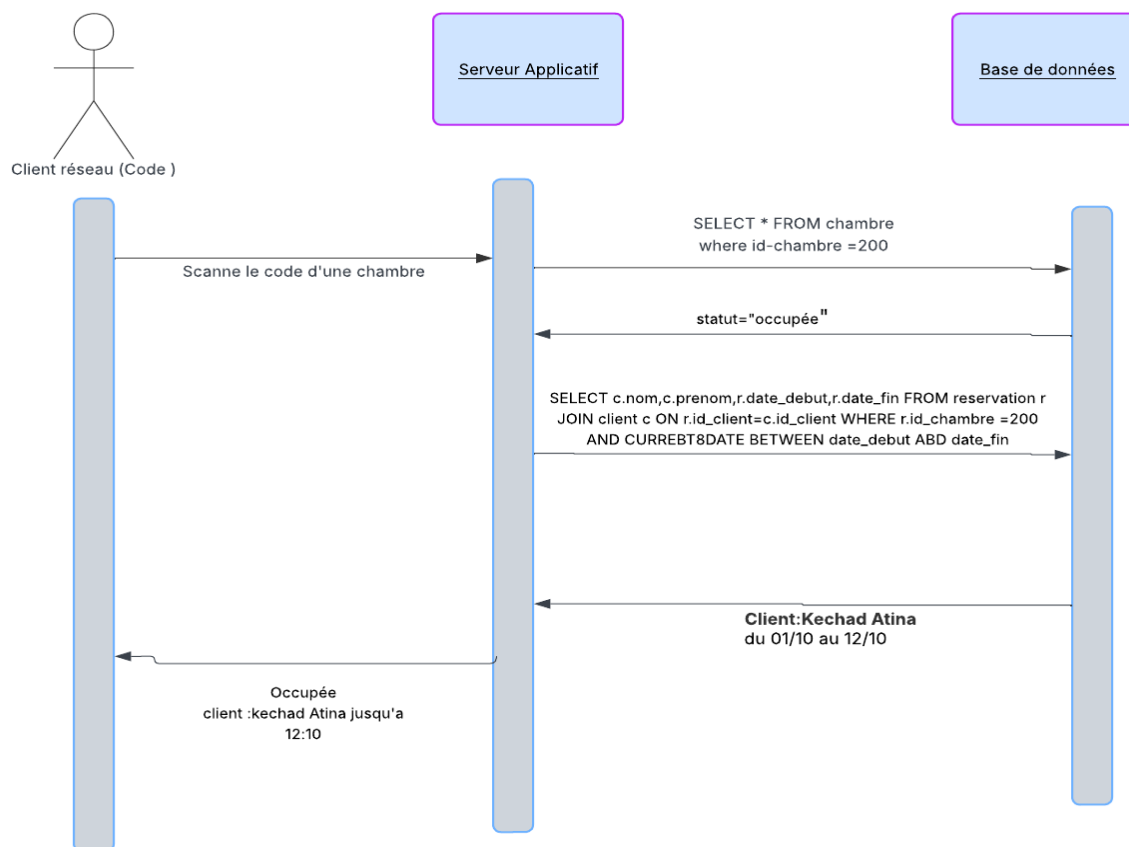 Serveur Applicatif
Base de données
Client réseau (Code )
SELECT * FROM chambre
where id-chambre =200
Scanne le code d'une chambre
statut="occupée"
SELECT c.nom,c.prenom,r.date_debut,r.date_fin FROM reservation r
JOIN client c ON r.id_client=c.id_client WHERE r.id_chambre =200
AND CURREBT8DATE BETWEEN date_debut ABD date_fin
Client:Kechad Atina
du 01/10 au 12/10
Occupée
client :kechad Atina jusqu'a
12:10